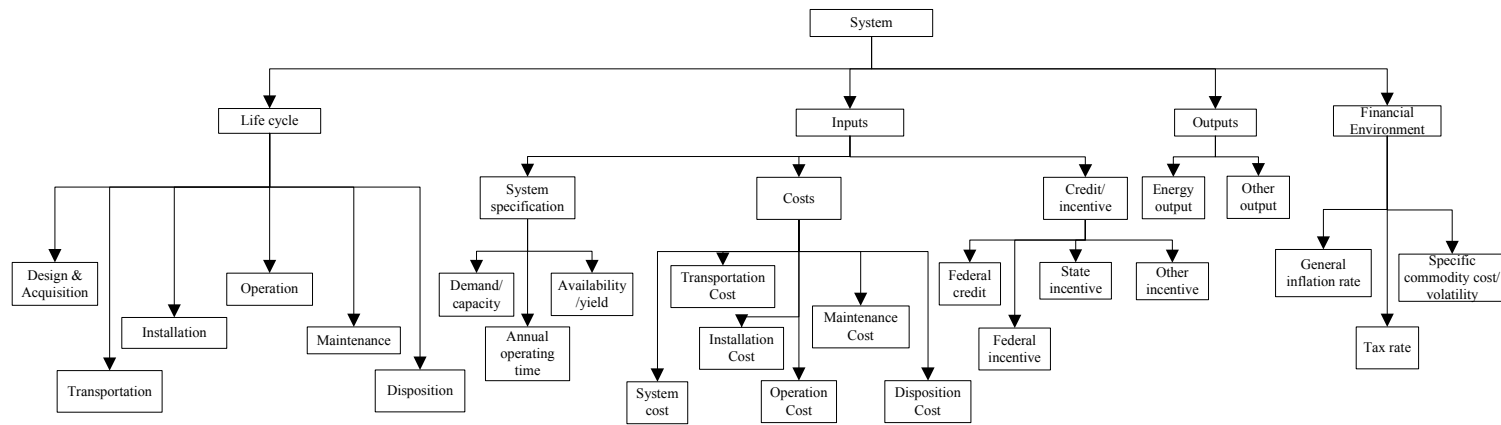 System
Life cycle
Inputs
Outputs
Financial
Environment
System
specification
Costs
Credit/
incentive
Energy
output
Other
output
Design &
Acquisition
Transportation
Installation
Operation
Maintenance
Disposition
Demand/
capacity
Annual
operating
time
Availability
/yield
System
cost
Transportation
Cost
Installation
Cost
Operation
Cost
Maintenance
Cost
Disposition
Cost
Federal
credit
Federal
incentive
State
incentive
Other
incentive
General
inflation rate
Tax rate
Specific
commodity cost/
volatility